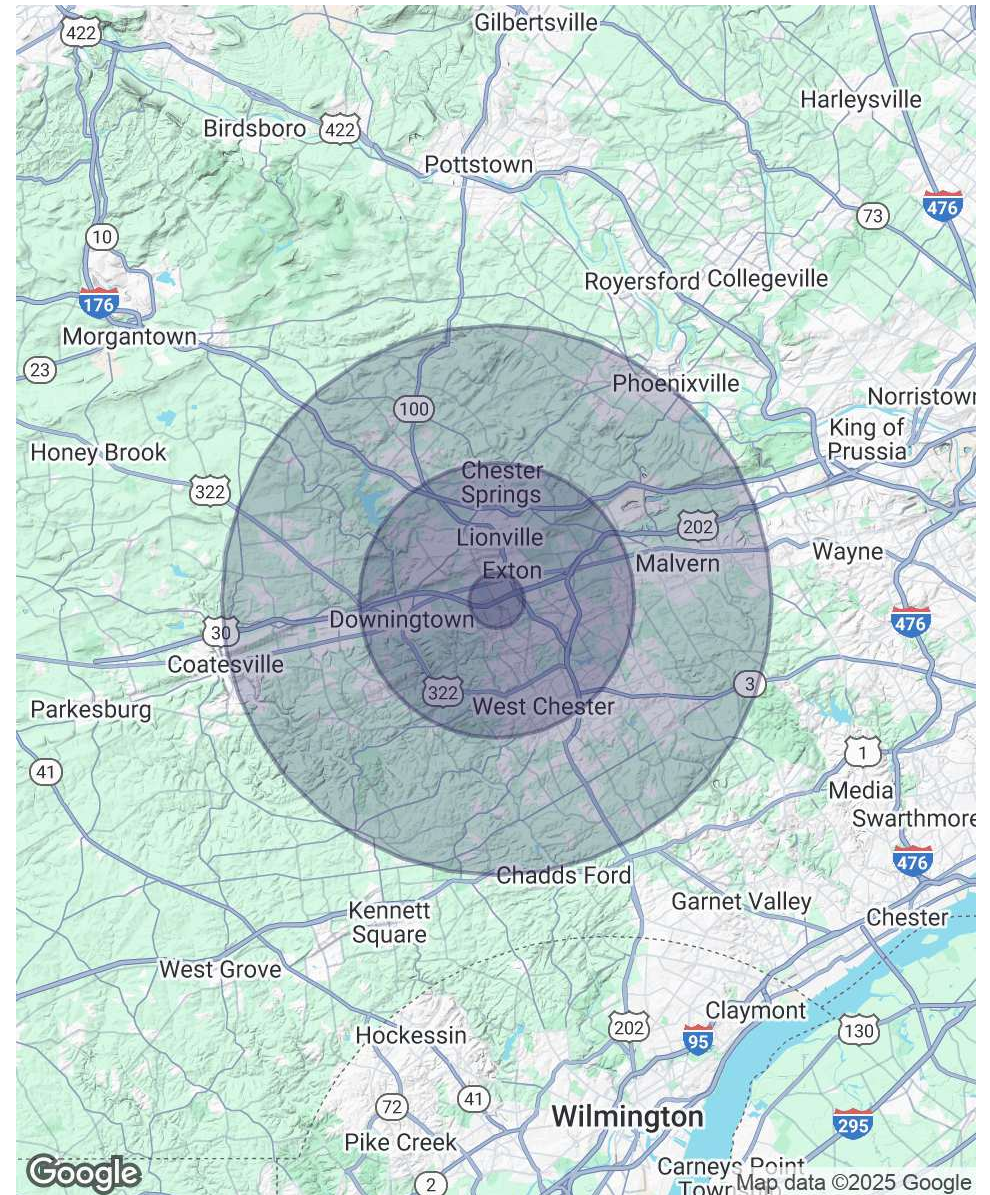 Gilbertsville
422
Harleysville
Birdsboro
422
Pottstown
476
73
10
Royersford
Collegeville
176
Morgantown
23
Phoenixville
Norristown
100
King of
Prussia
Honey Brook
Chester
Springs
322
202
Lionville
Wayne
Exton
Malvern
Downingtown
476
30
Coatesville
3
322
West Chester
Parkesburg
1
41
Media
Swarthmore
476
Chadds Ford
Garnet Valley
Kennett
Square
Chester
West Grove
Claymont
Hockessin
202
95
130
41
72
Wilmington
295
Pike Creek
Carneys Point
2
Google
Map data ©2025 Google